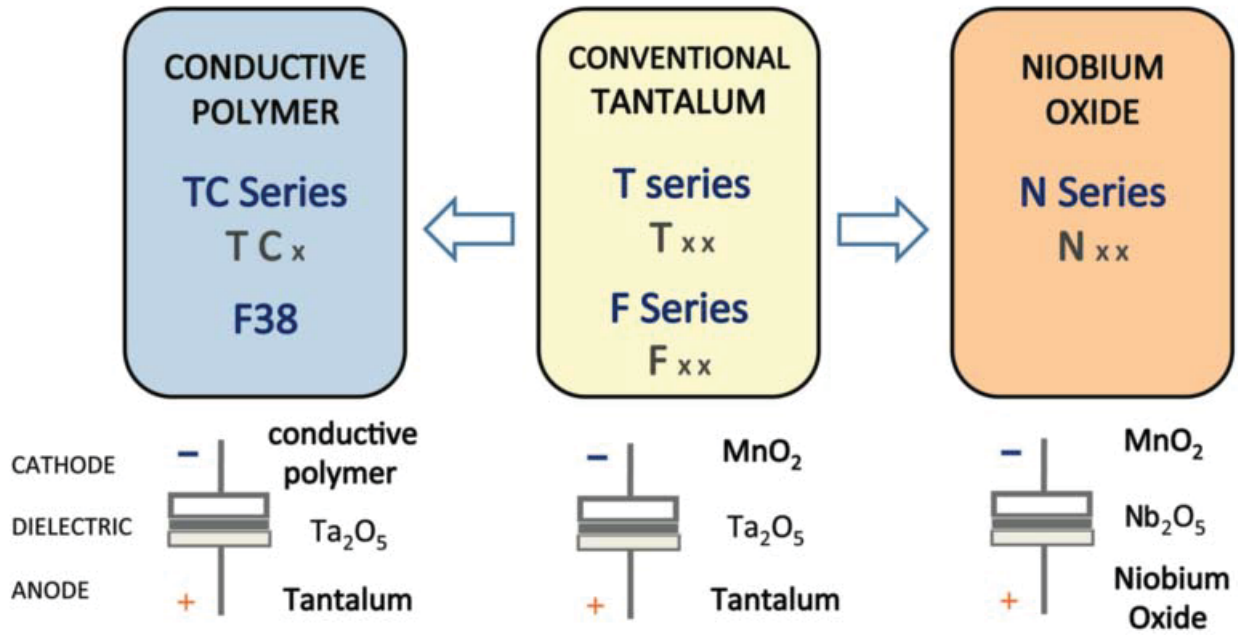 CONDUCTIVE
POLYMER
TC Series
T C x
F38
CONVENTIONAL
TANTALUM
T series
T x x
F Series
F x x
NIOBIUM
OXIDE
N Series
N x x
CATHODE
DIELECTRIC
ANODE
–
conductive
polymer
Ta₂O₅
+
Tantalum
–
MnO₂
Ta₂O₅
+
Tantalum
–
MnO₂
Nb₂O₅
+
Niobium
Oxide